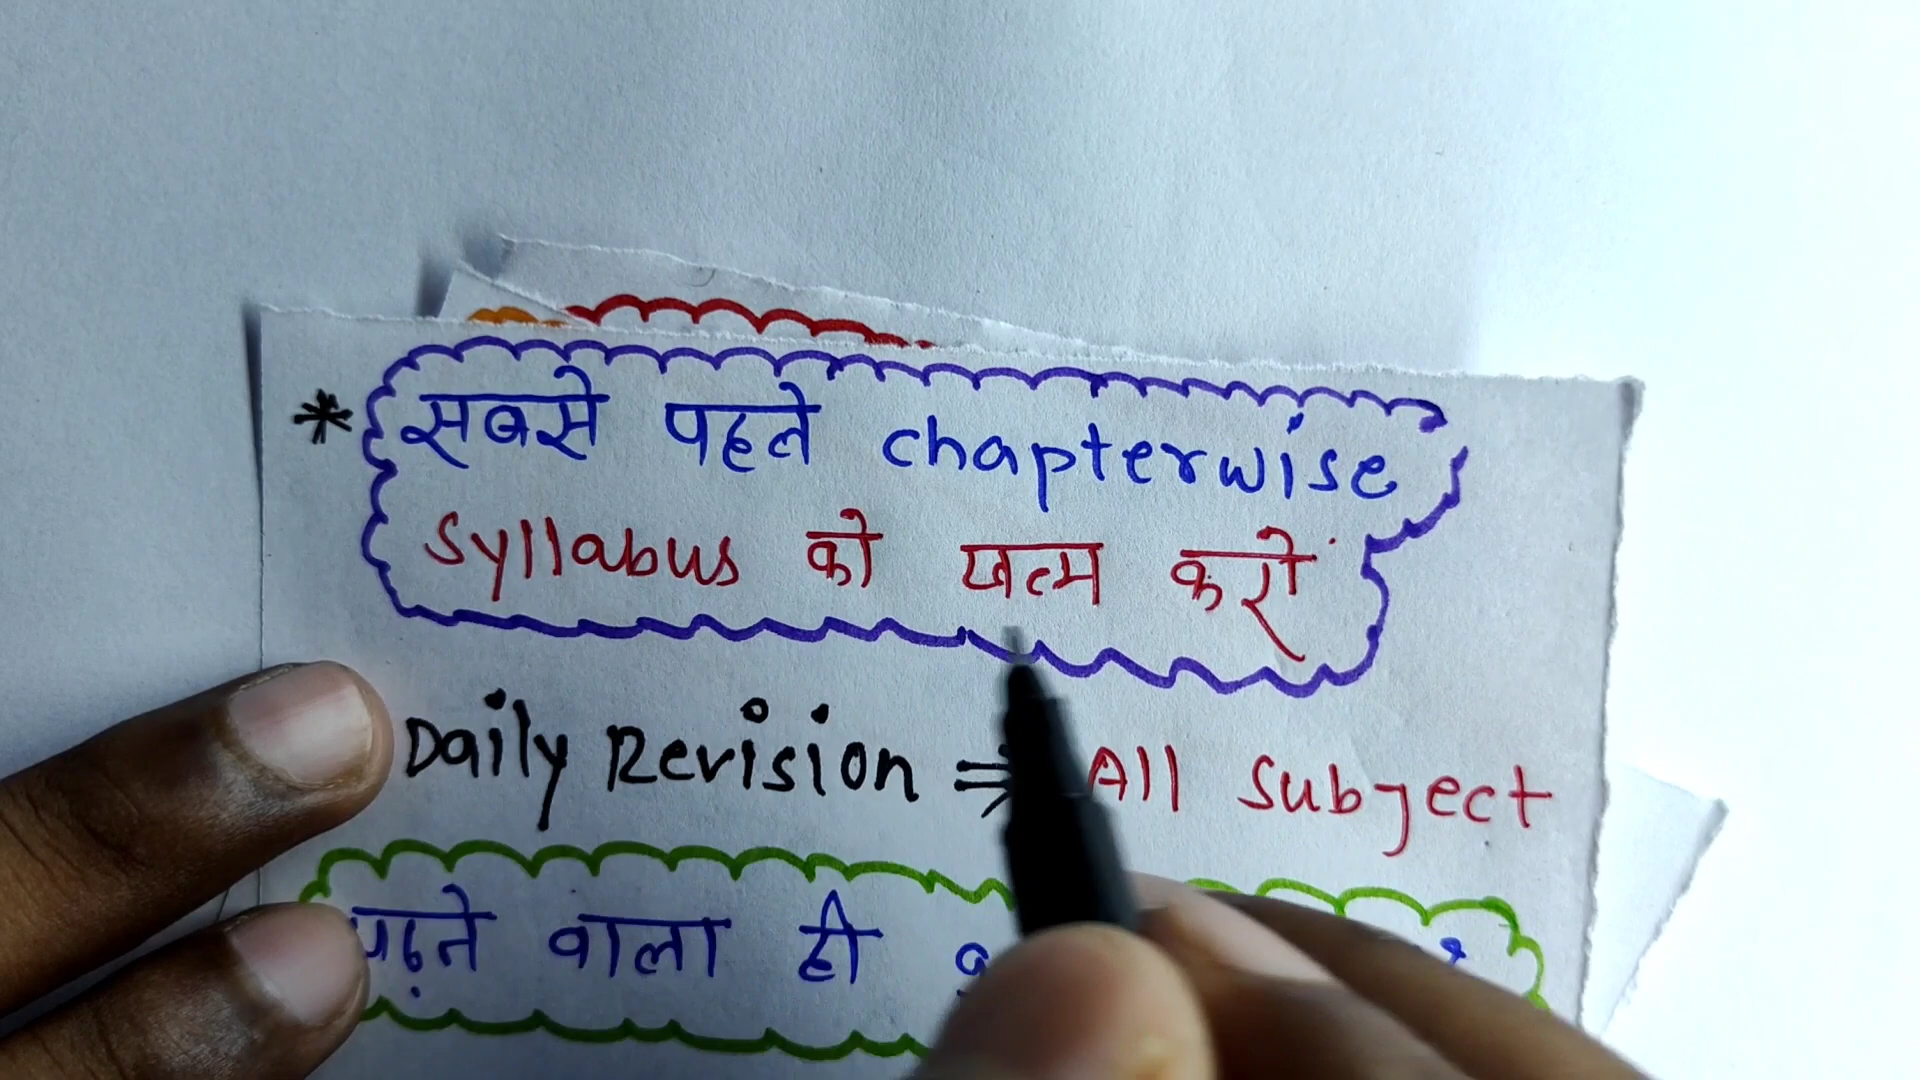 * सबसे पहले chapterwise
syllabus को खत्म करो
Daily Revision ⇒ All Subject
पढ़ने वाला ही